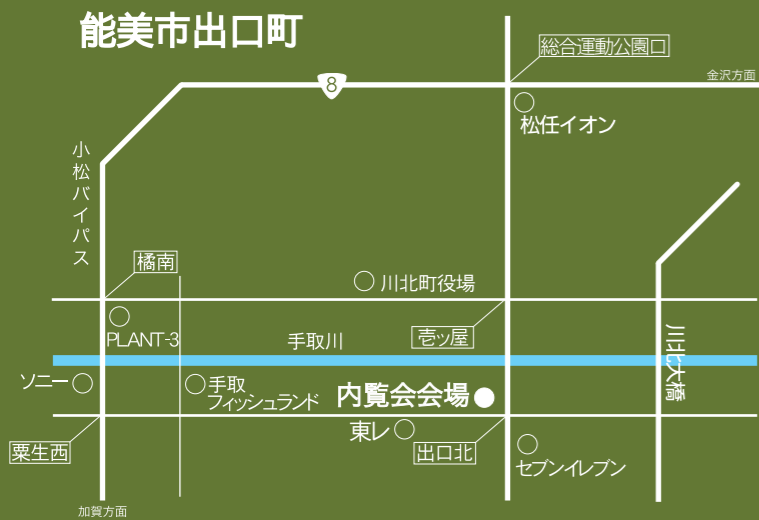 能美市出口町
総合運動公園口
金沢方面
8
松任イオン
小松バイパス
橘南
川北町役場
PLANT-3
手取川
壱ッ屋
川北大橋
ソニー
手取
フィッシュランド
内覧会会場
東レ
粟生西
出口北
セブンイレブン
加賀方面